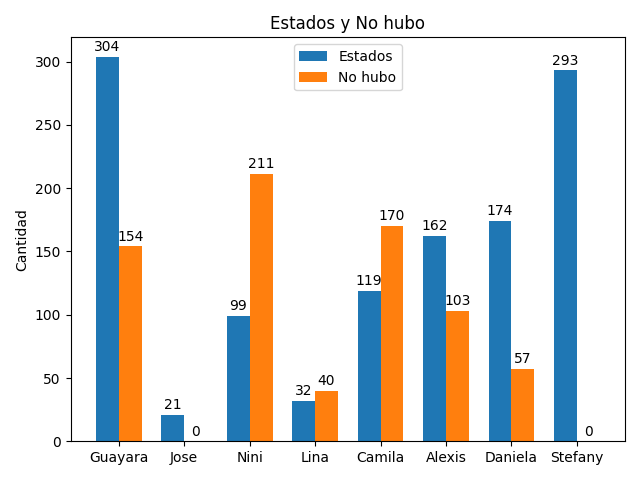 Estados y No hubo
Estados
No hubo
Cantidad
300
250
200
150
100
50
0
304
154
21
0
99
211
32
40
119
170
162
103
174
57
293
0
Guayara
Jose
Nini
Lina
Camila
Alexis
Daniela
Stefany